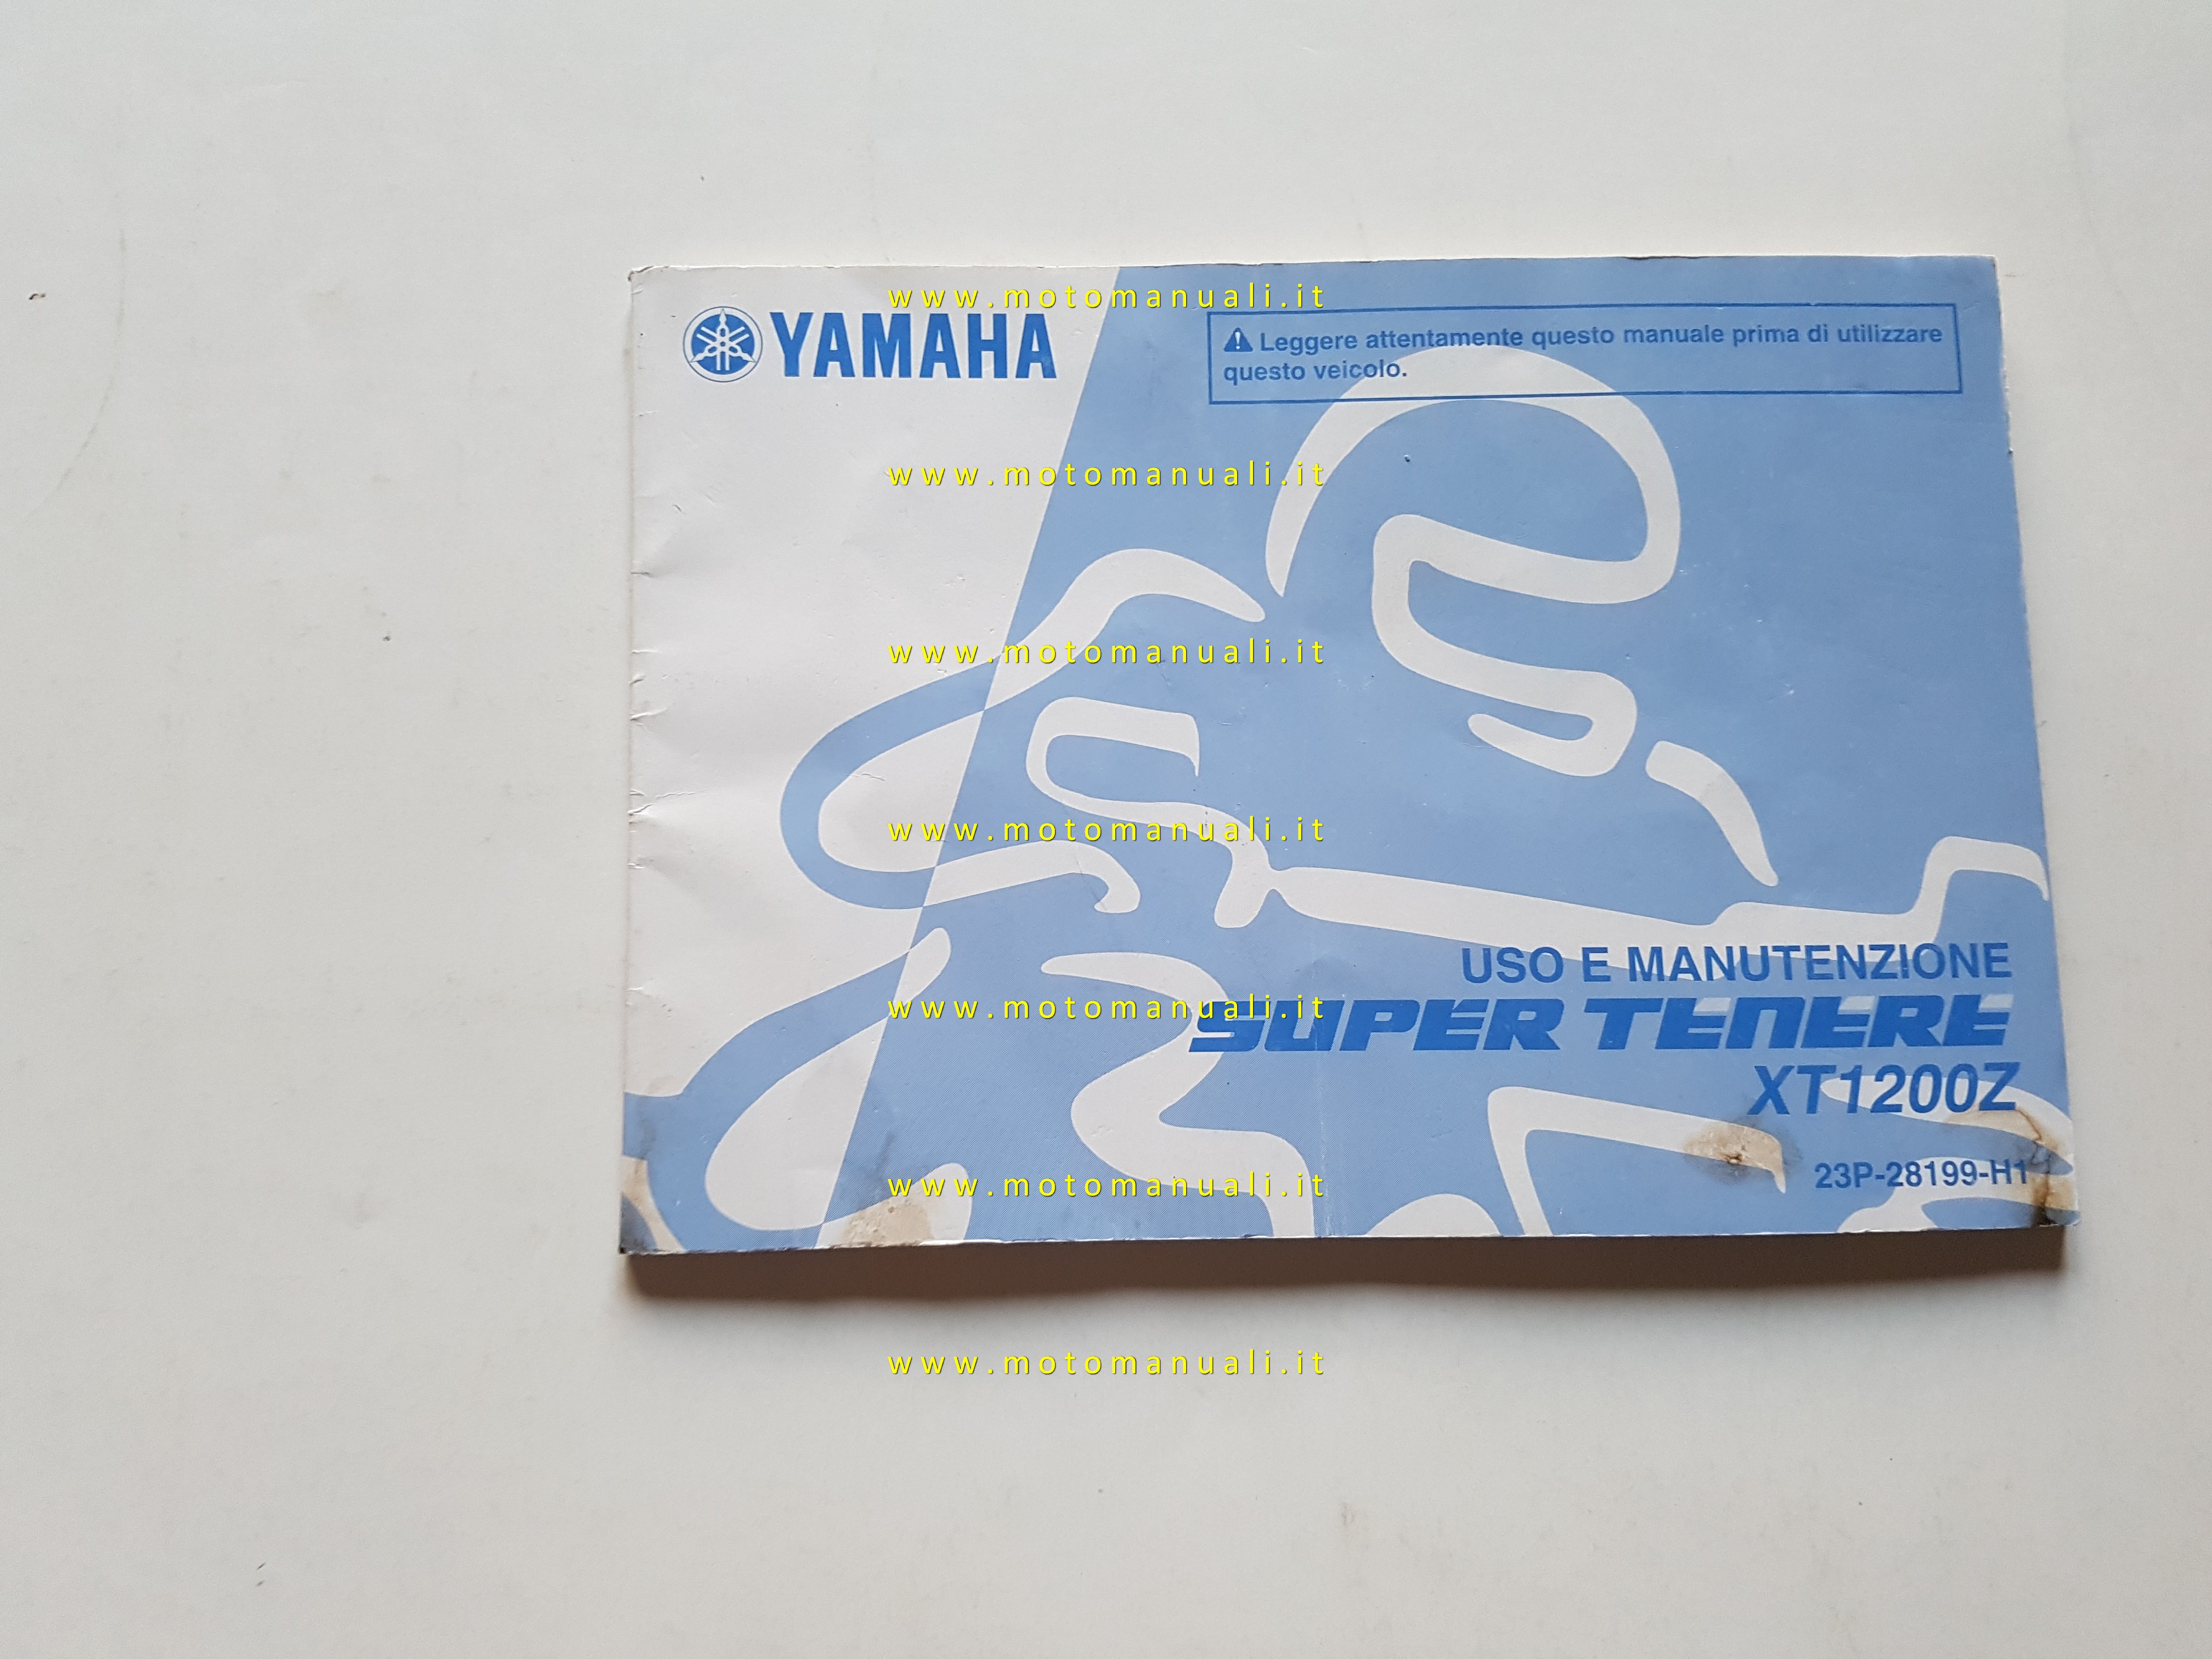 www.motomanuali.it
YAMAHA
⚠ Leggere attentamente questo manuale prima di utilizzare
questo veicolo.
www.motomanuali.it
www.motomanuali.it
www.motomanuali.it
USO E MANUTENZIONE
www.motomanuali.it
SUPER TENERE
XT1200Z
23P-28199-H1
www.motomanuali.it
www.motomanuali.it